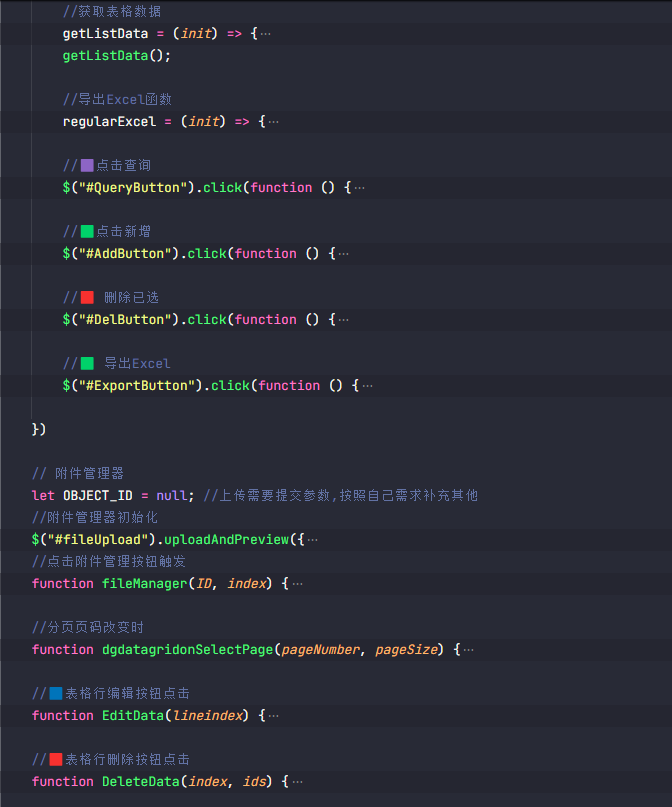 //获取表格数据
getListData = (init) => {···
getListData();
//导出Excel函数
regularExcel = (init) => {···
//🟪点击查询
$("#QueryButton").click(function () {···
//🟩点击新增
$("#AddButton").click(function () {···
//🟥 删除已选
$("#DelButton").click(function () {···
//🟩 导出Excel
$("#ExportButton").click(function () {···
})
// 附件管理器
let OBJECT_ID = null; //上传需要提交参数,按照自己需求补充其他
//附件管理器初始化
$("#fileUpload").uploadAndPreview({···
//点击附件管理按钮触发
function fileManager(ID, index) {···
//分页页码改变时
function dgdatagridonSelectPage(pageNumber, pageSize) {···
//🟦表格行编辑按钮点击
function EditData(lineindex) {···
//🟥表格行删除按钮点击
function DeleteData(index, ids) {···